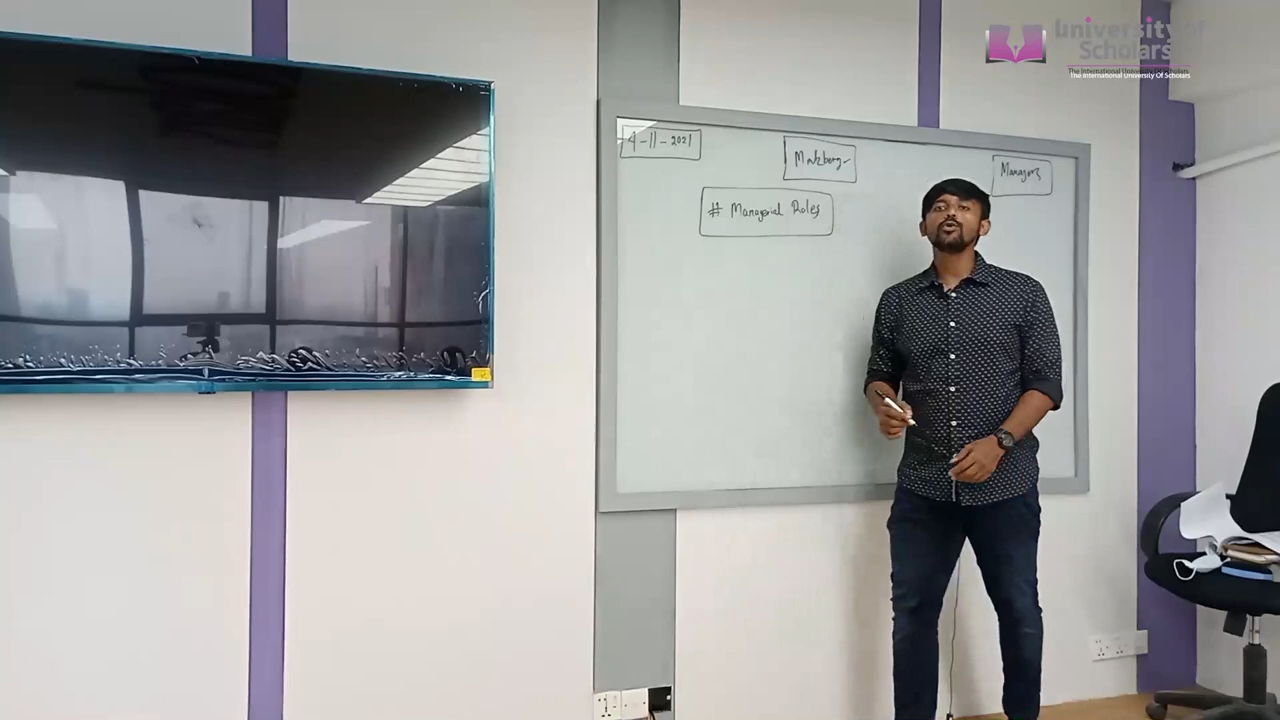 University of
Scholars
The International University Of Scholars
4-11-2021
Mintzberg
Managers
# Managerial Roles